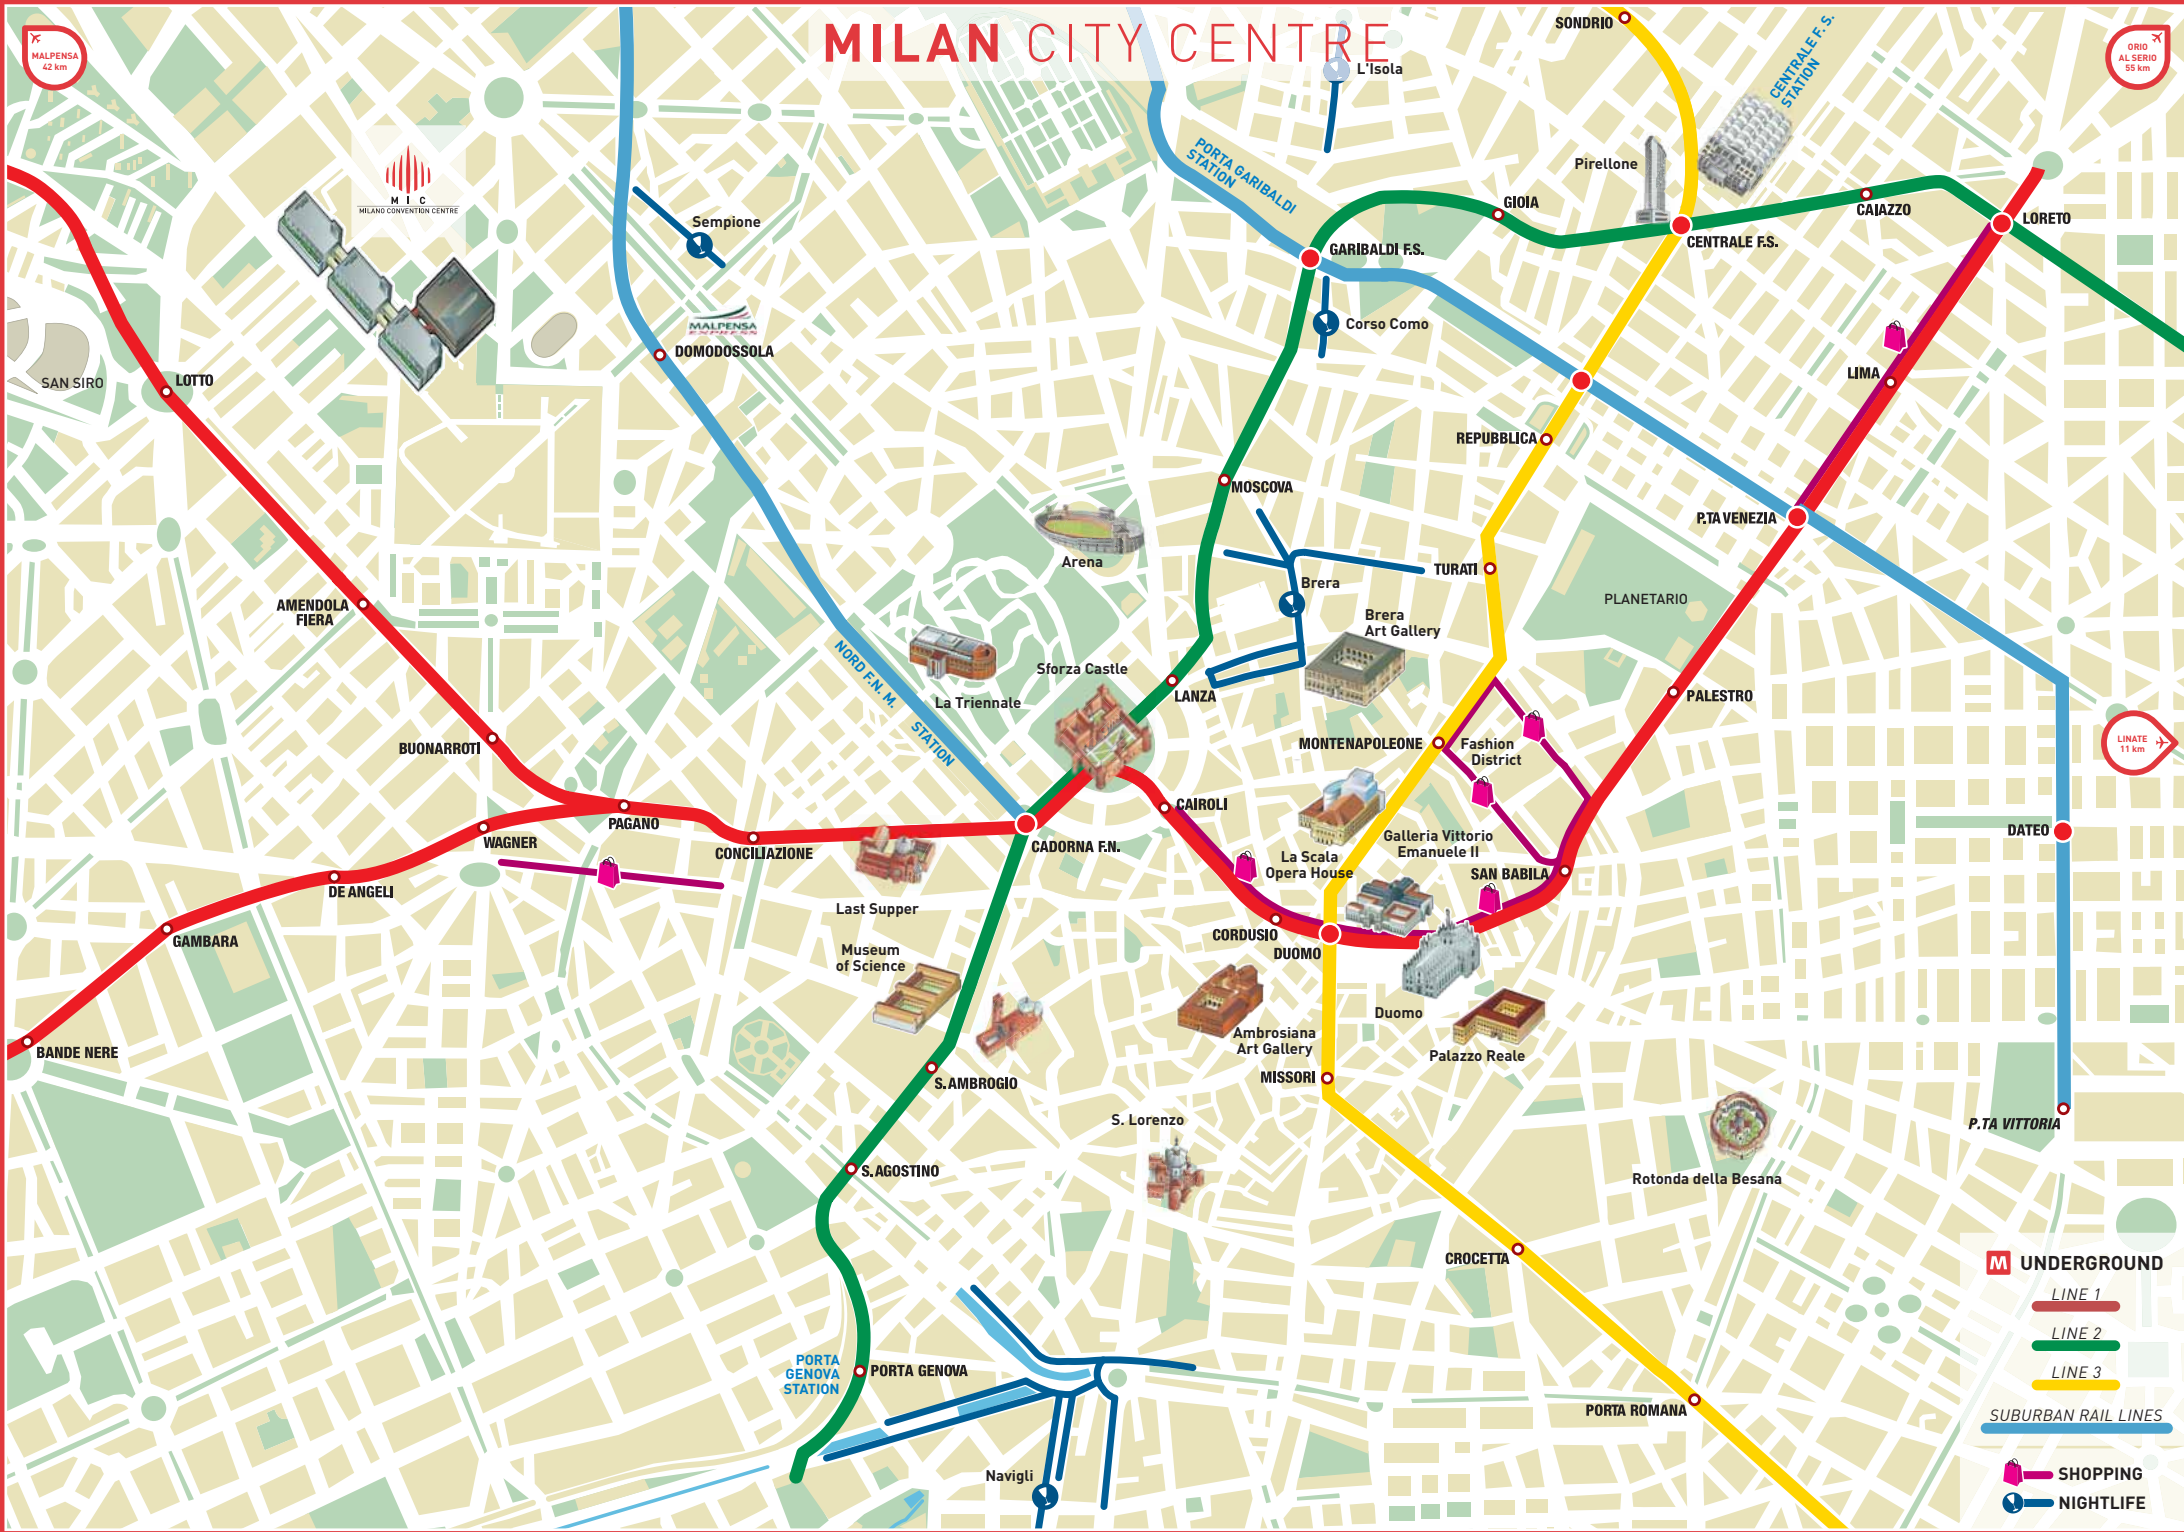 MILAN CITY CENTRE
MALPENSA
42 km
ORIO
AL SERIO
55 km
SONDRIO
CENTRALE F. S.
STATION
L'Isola
M I C
MILANO CONVENTION CENTRE
PORTA GARIBALDI
STATION
Pirellone
Sempione
GIOIA
CAIAZZO
LORETO
GARIBALDI F.S.
CENTRALE F.S.
MALPENSA
EXPRESS
Corso Como
DOMODOSSOLA
SAN SIRO
LOTTO
LIMA
REPUBBLICA
MOSCOVA
P.TA VENEZIA
Arena
TURATI
Brera
PLANETARIO
AMENDOLA
FIERA
Brera
Art Gallery
NORD F.N. M.
STATION
Sforza Castle
La Triennale
LANZA
PALESTRO
BUONARROTI
MONTENAPOLEONE
Fashion
District
LINATE
11 km
CAIROLI
PAGANO
WAGNER
CONCILIAZIONE
CADORNA F.N.
Galleria Vittorio
Emanuele II
DATEO
La Scala
Opera House
SAN BABILA
DE ANGELI
Last Supper
GAMBARA
CORDUSIO
DUOMO
Museum
of Science
Duomo
Ambrosiana
Art Gallery
Palazzo Reale
BANDE NERE
S. AMBROGIO
MISSORI
S. Lorenzo
P.TA VITTORIA
S. AGOSTINO
Rotonda della Besana
CROCETTA
PORTA
GENOVA
STATION
PORTA GENOVA
PORTA ROMANA
Navigli
M UNDERGROUND
LINE 1
LINE 2
LINE 3
SUBURBAN RAIL LINES
SHOPPING
NIGHTLIFE